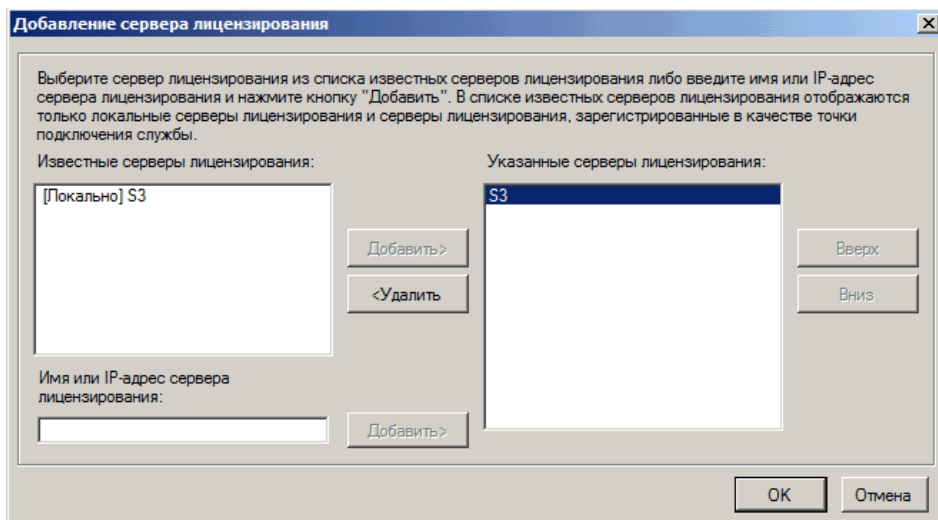 Добавление сервера лицензирования
Выберите сервер лицензирования из списка известных серверов лицензирования либо введите имя или IP-адрес
сервера лицензирования и нажмите кнопку "Добавить". В списке известных серверов лицензирования отображаются
только локальные серверы лицензирования и серверы лицензирования, зарегистрированные в качестве точки
подключения службы.
Известные серверы лицензирования:
Указанные серверы лицензирования:
[Локально] S3
S3
Добавить>
<Удалить
Вверх
Вниз
Имя или IP-адрес сервера
лицензирования:
Добавить>
OK
Отмена